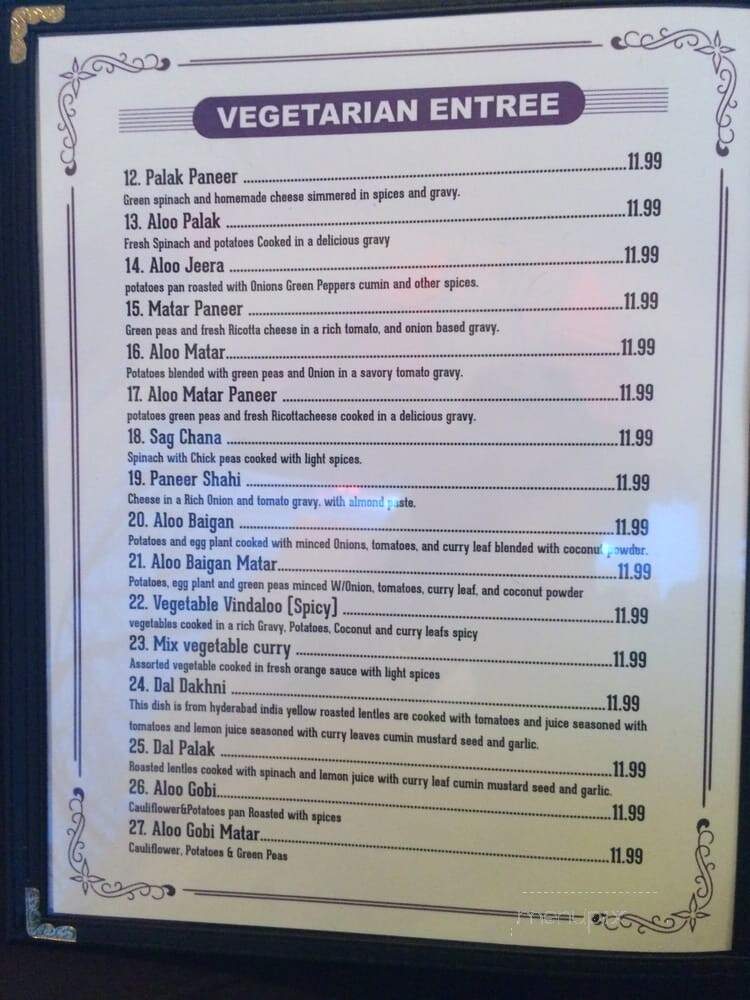 VEGETARIAN ENTREE
12. Palak Paneer ........ 11.99
Green spinach and homemade cheese simmered in spices and gravy.
13. Aloo Palak ........ 11.99
Fresh Spinach and potatoes Cooked in a delicious gravy
14. Aloo Jeera ........ 11.99
potatoes pan roasted with Onions Green Peppers cumin and other spices.
15. Matar Paneer ........ 11.99
Green peas and fresh Ricotta cheese in a rich tomato, and onion based gravy.
16. Aloo Matar........ 11.99
Potatoes blended with green peas and Onion in a savory tomato gravy.
17. Aloo Matar Paneer ........ 11.99
potatoes green peas and fresh Ricottacheese cooked in a delicious gravy.
18. Sag Chana ........ 11.99
Spinach with Chick peas cooked with light spices.
19. Paneer Shahi ........ 11.99
Cheese in a Rich Onion and tomato gravy, with almond paste.
20. Aloo Baigan ........ 11.99
Potatoes and egg plant cooked with minced Onions, tomatoes, and curry leaf blended with coconut powder.
21. Aloo Baigan Matar........ 11.99
Potatoes, egg plant and green peas minced W/Onion, tomatoes, curry leaf, and coconut powder
22. Vegetable Vindaloo [Spicy] ........ 11.99
vegetables cooked in a rich Gravy, Potatoes, Coconut and curry leafs spicy
23. Mix vegetable curry ........ 11.99
Assorted vegetable cooked in fresh orange sauce with light spices
24. Dal Dakhni ........ 11.99
This dish is from hyderabad india yellow roasted lentles are cooked with tomatoes and juice seasoned with
tomatoes and lemon juice seasoned with curry leaves cumin mustard seed and garlic.
25. Dal Palak ........ 11.99
Roasted lentles cooked with spinach and lemon juice with curry leaf cumin mustard seed and garlic.
26. Aloo Gobi........ 11.99
Cauliflower&Potatoes pan Roasted with spices
27. Aloo Gobi Matar........ 11.99
Cauliflower, Potatoes & Green Peas
menupix